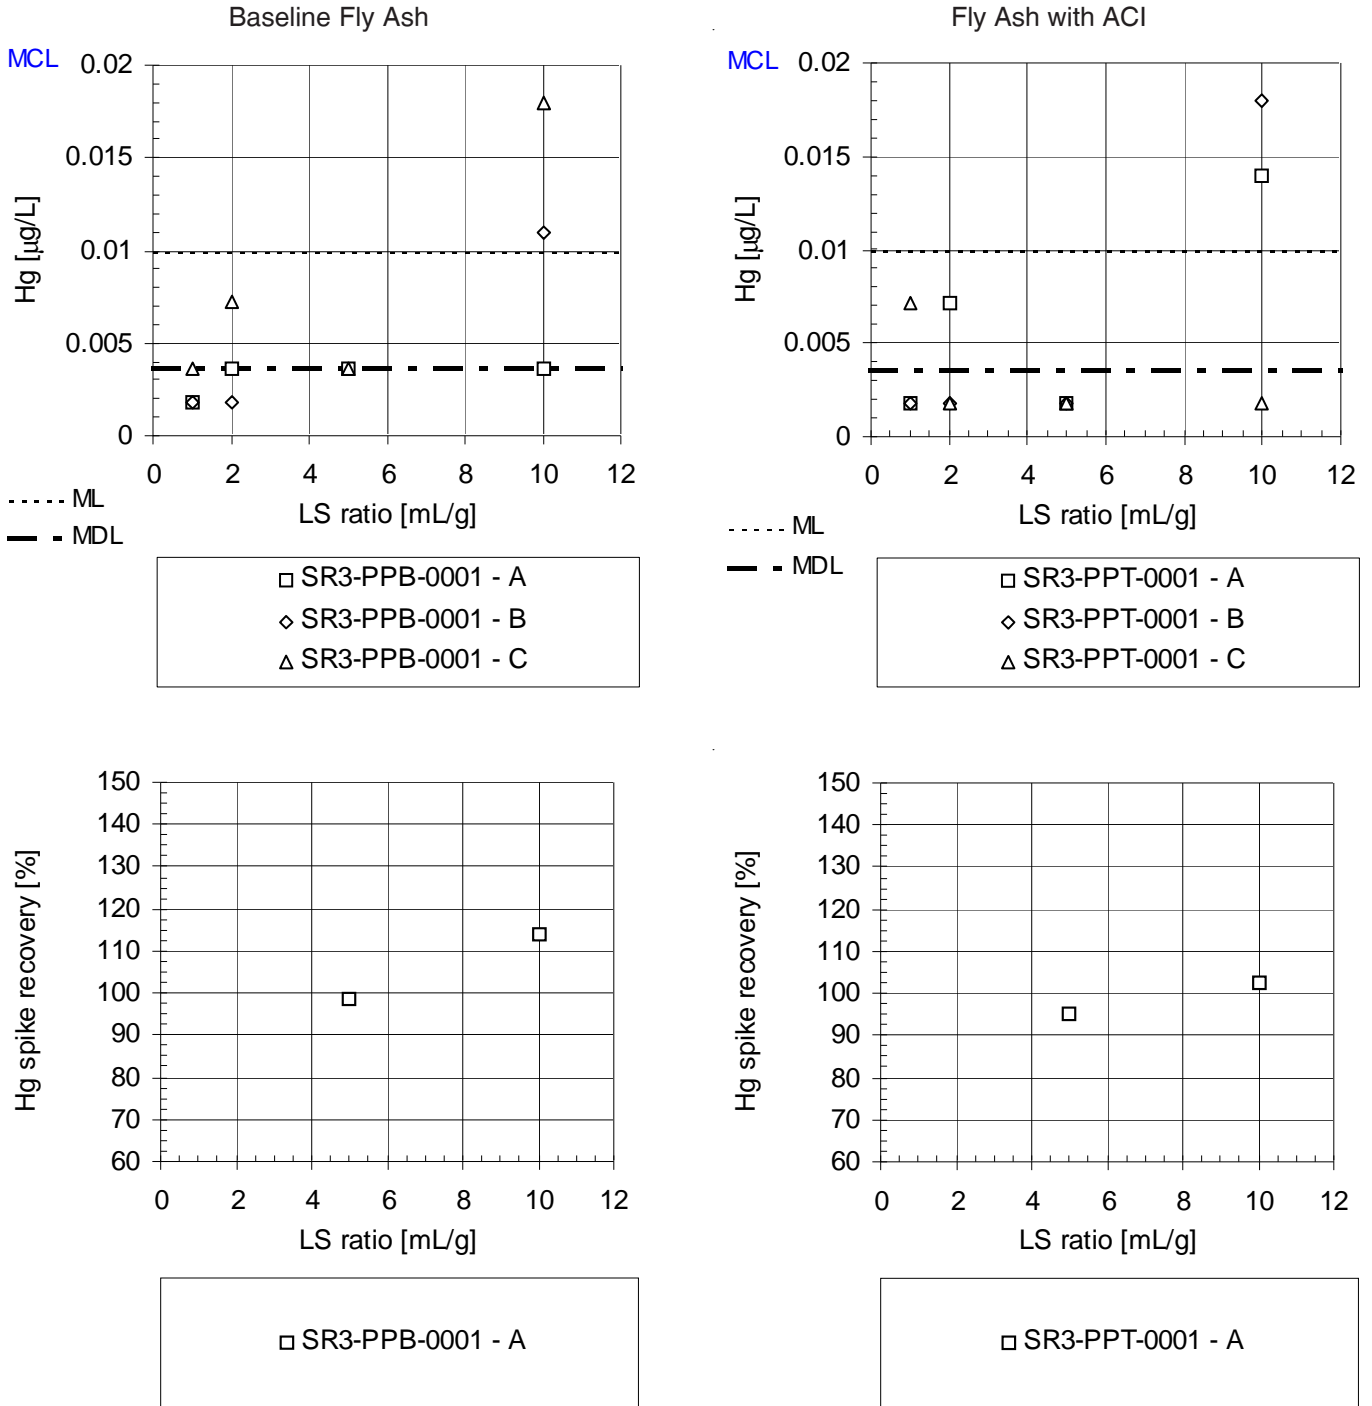 Baseline Fly Ash
MCL 0.02
0.015
0.01
0.005
0
Hg [µg/L]
0 2 4 6 8 10 12
LS ratio [mL/g]
ML
MDL
SR3-PPB-0001 - A
SR3-PPB-0001 - B
SR3-PPB-0001 - C
Fly Ash with ACI
MCL 0.02
0.015
0.01
0.005
0
Hg [µg/L]
0 2 4 6 8 10 12
LS ratio [mL/g]
ML
MDL
SR3-PPT-0001 - A
SR3-PPT-0001 - B
SR3-PPT-0001 - C
150
140
130
120
110
100
90
80
70
60
Hg spike recovery [%]
0 2 4 6 8 10 12
LS ratio [mL/g]
SR3-PPB-0001 - A
150
140
130
120
110
100
90
80
70
60
Hg spike recovery [%]
0 2 4 6 8 10 12
LS ratio [mL/g]
SR3-PPT-0001 - A